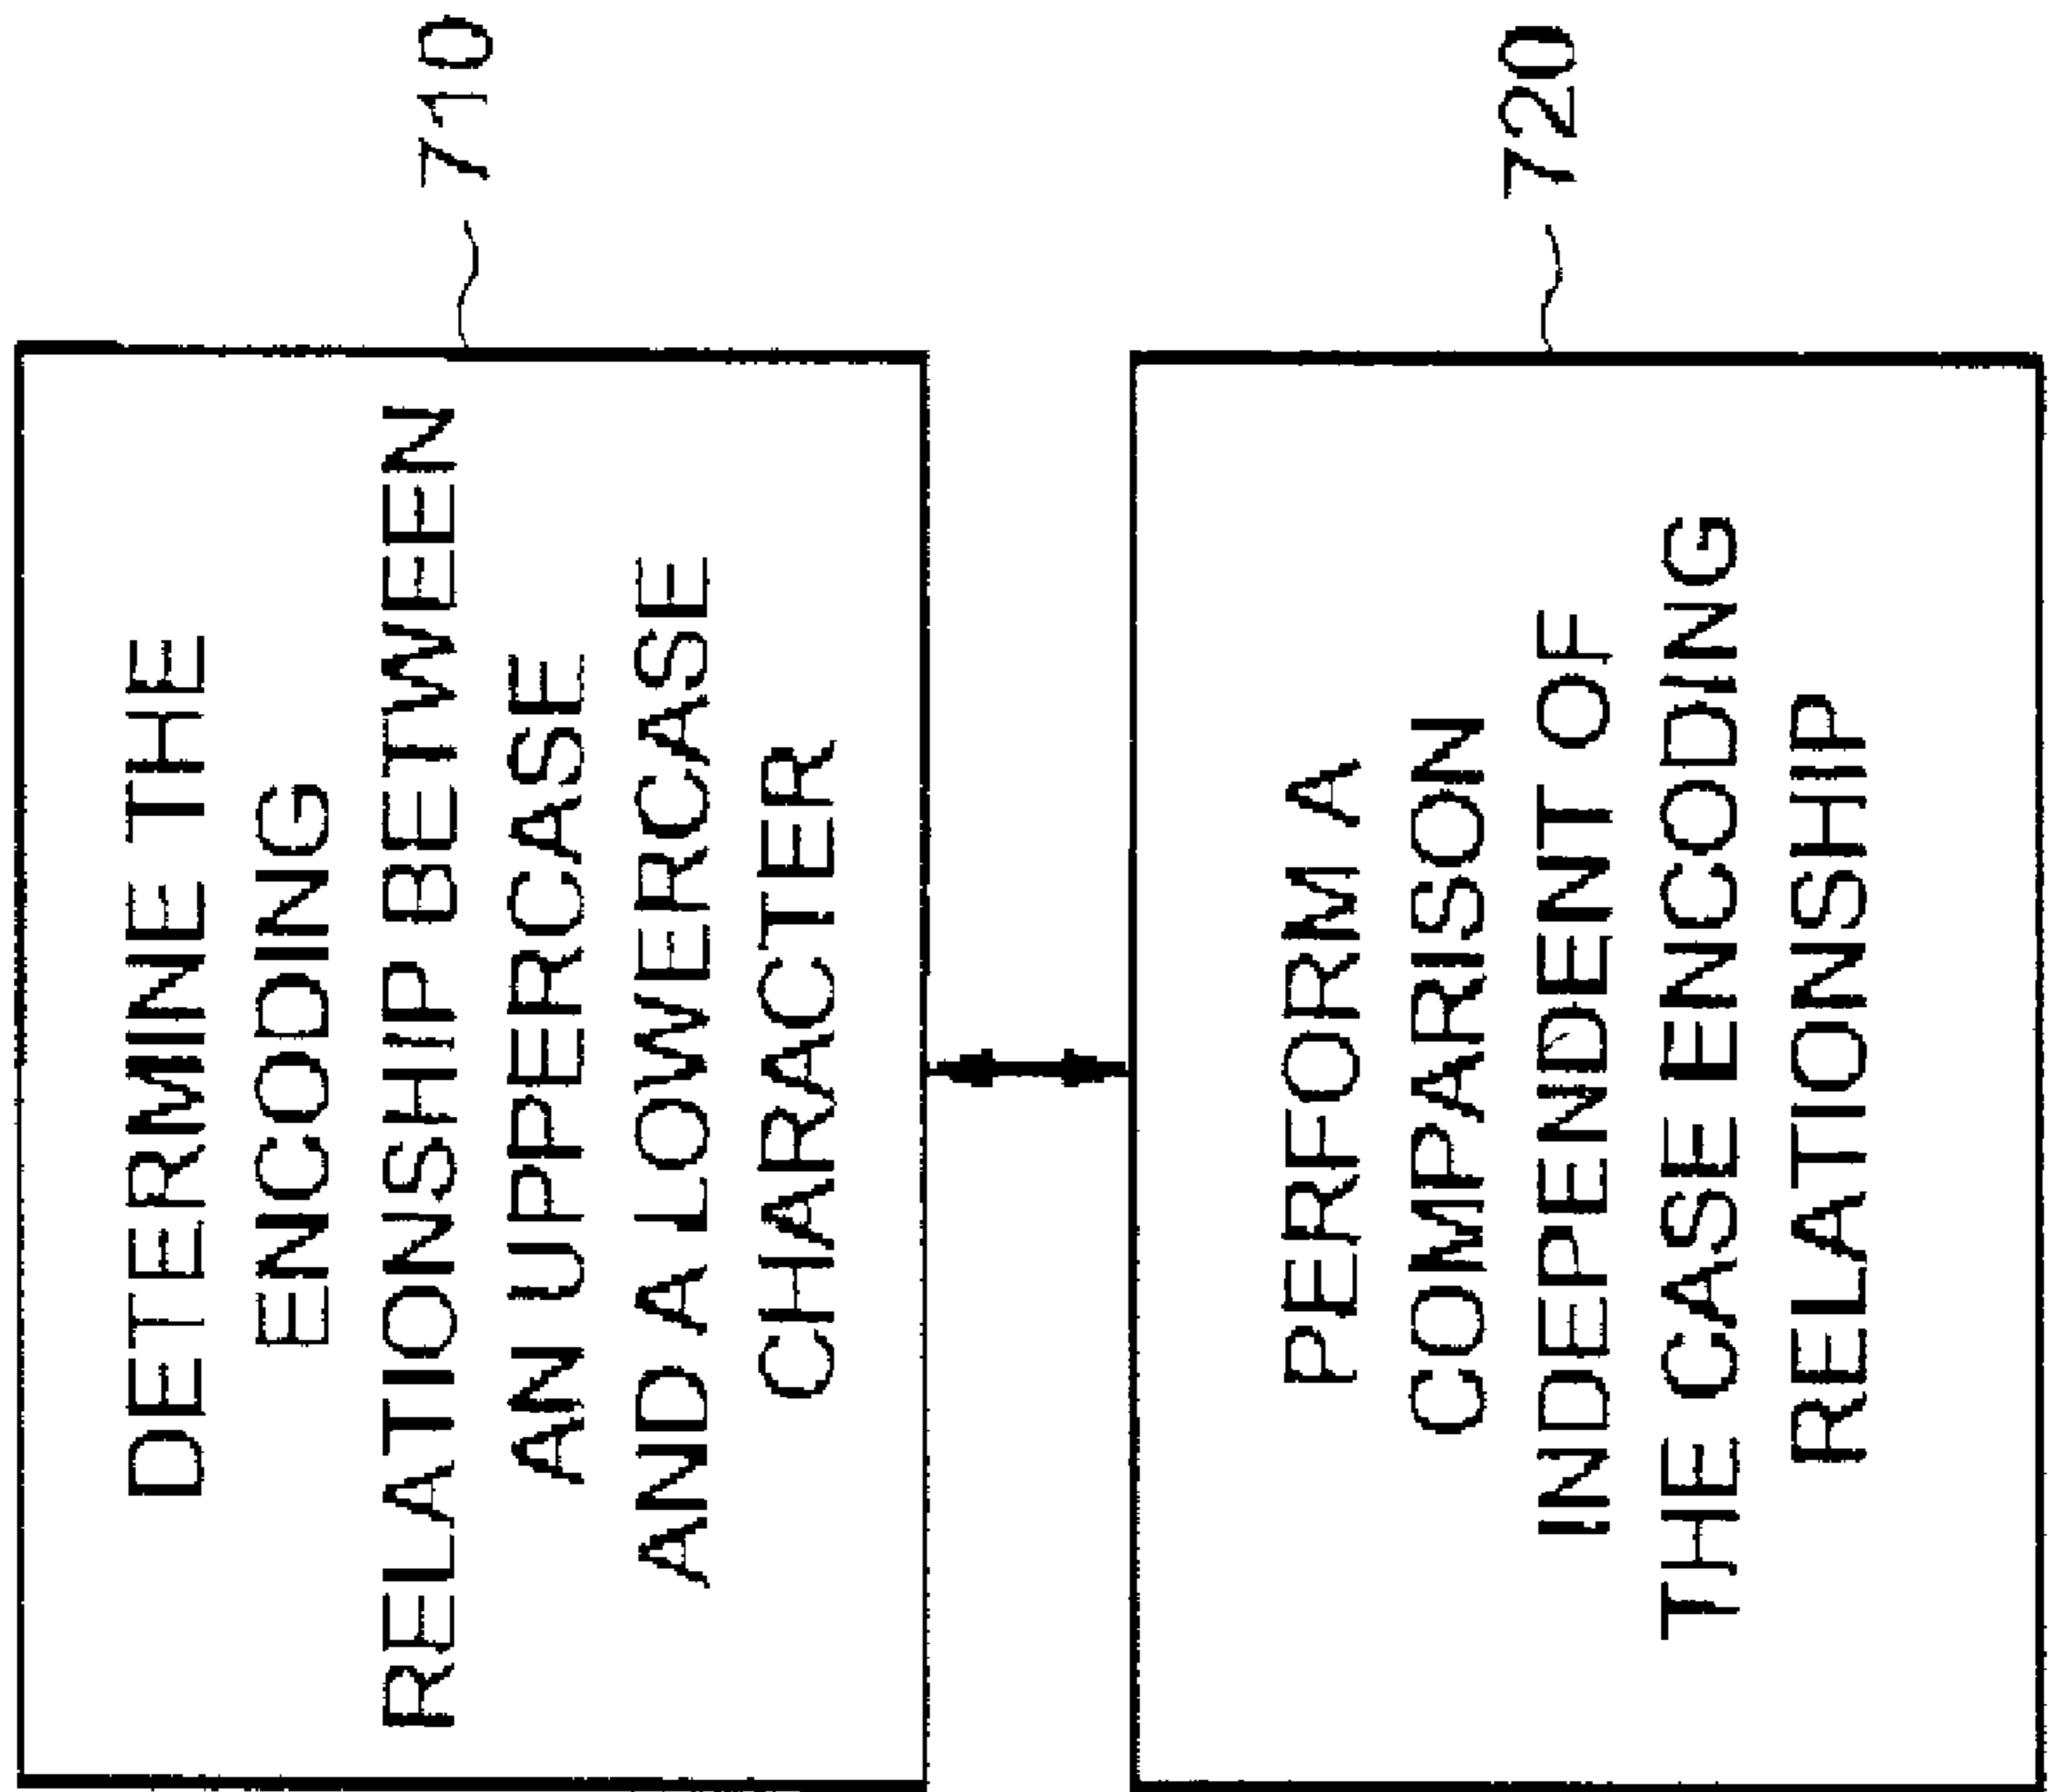 DETERMINE THE
ENCODING
RELATIONSHIP BETWEEN
AN UPPERCASE
AND A LOWERCASE
CHARACTER
710
PERFORM A
COMPARISON
INDEPENDENT OF
THE CASE ENCODING
RELATIONSHIP
720